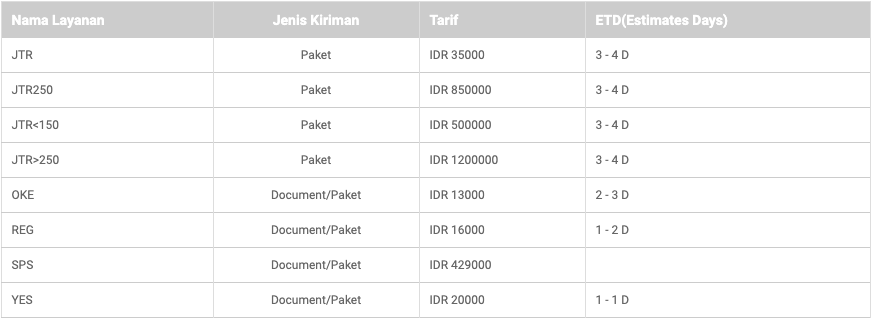 Nama Layanan Jenis Kiriman Tarif ETD(Estimates Days)
JTR Paket IDR 35000 3 - 4 D
JTR250 Paket IDR 850000 3 - 4 D
JTR<150 Paket IDR 500000 3 - 4 D
JTR>250 Paket IDR 1200000 3 - 4 D
OKE Document/Paket IDR 13000 2 - 3 D
REG Document/Paket IDR 16000 1 - 2 D
SPS Document/Paket IDR 429000
YES Document/Paket IDR 20000 1 - 1 D